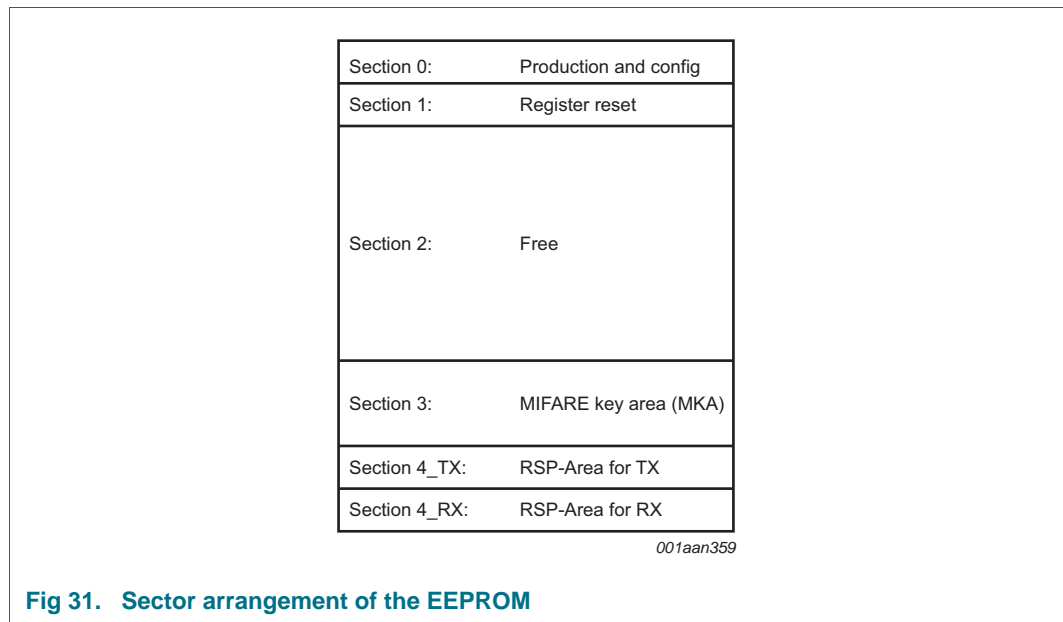 Section 0: Production and config
Section 1: Register reset
Section 2: Free
Section 3: MIFARE key area (MKA)
Section 4_TX: RSP-Area for TX
Section 4_RX: RSP-Area for RX
001aan359
Fig 31. Sector arrangement of the EEPROM